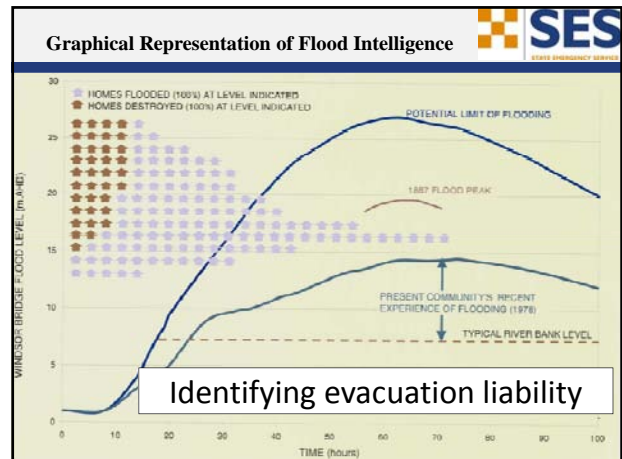 Graphical Representation of Flood Intelligence
SES
STATE EMERGENCY SERVICE
30
HOMES FLOODED (100%) AT LEVEL INDICATED
HOMES DESTROYED (100%) AT LEVEL INDICATED
POTENTIAL LIMIT OF FLOODING
25
20
1867 FLOOD PEAK
15
PRESENT COMMUNITY'S RECENT
EXPERIENCE OF FLOODING (1978)
TYPICAL RIVER BANK LEVEL
10
5
0
WINDSOR BRIDGE FLOOD LEVEL (m,AHD)
Identifying evacuation liability
0 10 20 30 40 50 60 70 80 90 100
TIME (hours)